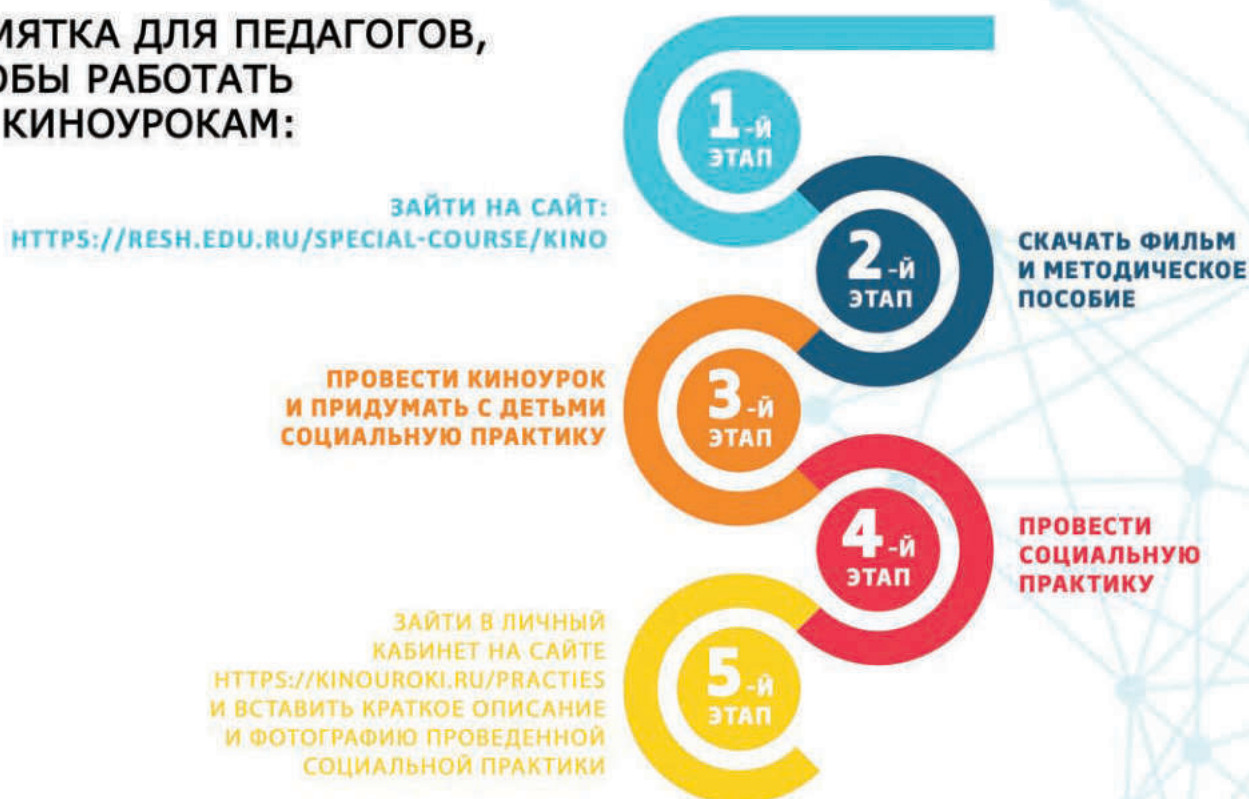 МЯТКА ДЛЯ ПЕДАГОГОВ,
ОБЫ РАБОТАТЬ
КИНОУРОКАМ:
1-й
ЭТАП
ЗАЙТИ НА САЙТ:
HTTPS://RESH.EDU.RU/SPECIAL-COURSE/KINO
2-й
ЭТАП
СКАЧАТЬ ФИЛЬМ
И МЕТОДИЧЕСКОЕ
ПОСОБИЕ
3-й
ЭТАП
ПРОВЕСТИ КИНОУРОК
И ПРИДУМАТЬ С ДЕТЬМИ
СОЦИАЛЬНУЮ ПРАКТИКУ
4-й
ЭТАП
ПРОВЕСТИ
СОЦИАЛЬНУЮ
ПРАКТИКУ
5-й
ЭТАП
ЗАЙТИ В ЛИЧНЫЙ
КАБИНЕТ НА САЙТЕ
HTTPS://KINOUROKI.RU/PRACTIES
И ВСТАВИТЬ КРАТКОЕ ОПИСАНИЕ
И ФОТОГРАФИЮ ПРОВЕДЕННОЙ
СОЦИАЛЬНОЙ ПРАКТИКИ